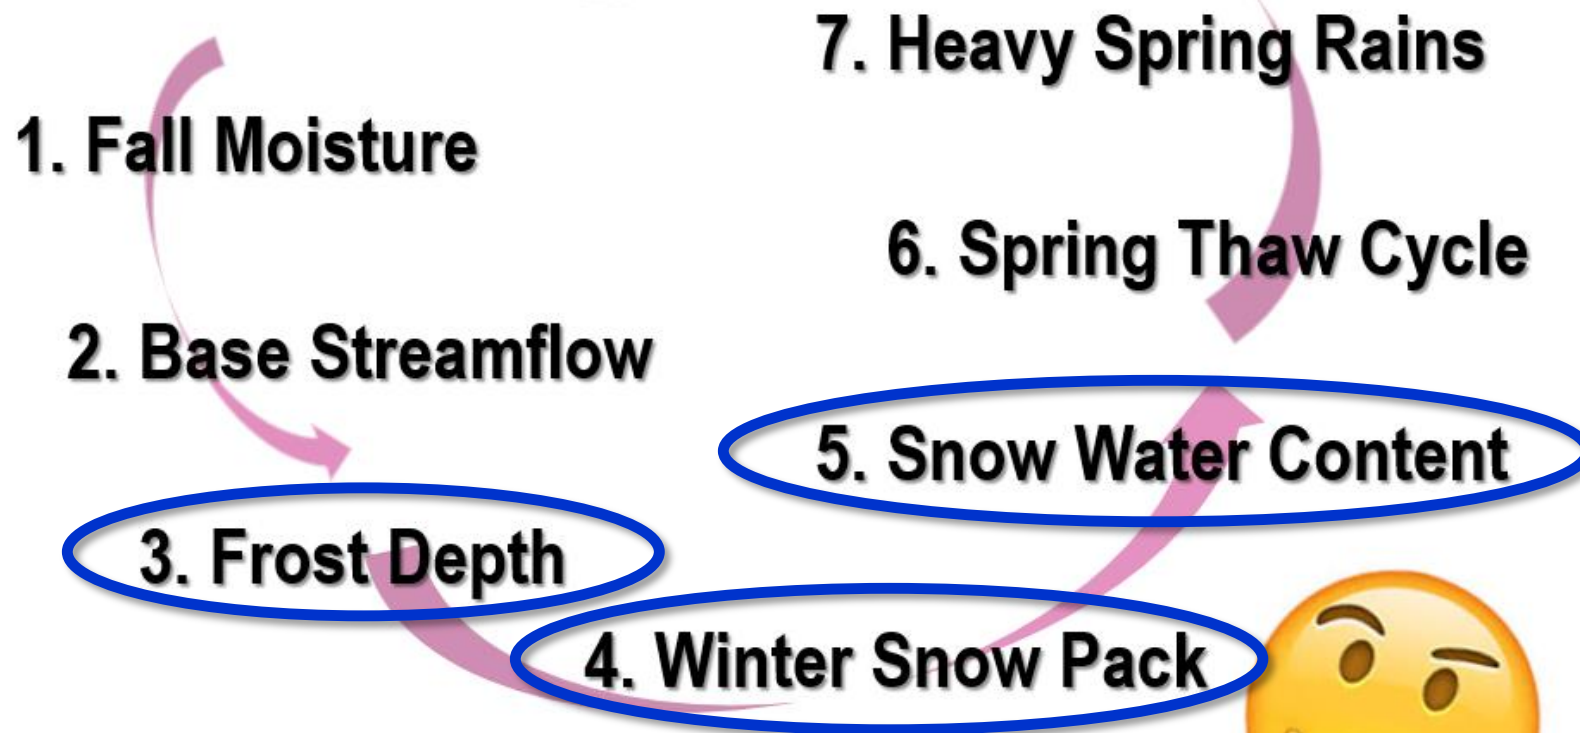 1. Fall Moisture
2. Base Streamflow
3. Frost Depth
4. Winter Snow Pack
5. Snow Water Content
6. Spring Thaw Cycle
7. Heavy Spring Rains